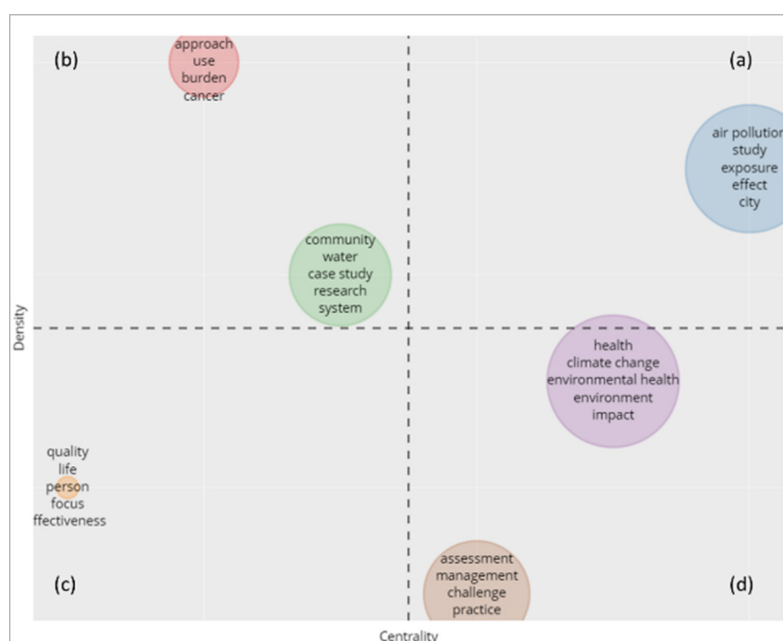 (b)
approach
use
burden
cancer
(a)
air pollution
study
exposure
effect
city
community
water
case study
research
system
Density
health
climate change
environmental health
environment
impact
quality
life
person
focus
ffectiveness
(c)
assessment
management
challenge
practice
(d)
Centrality